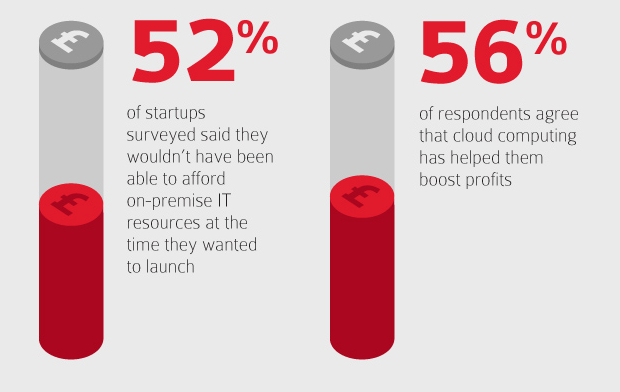 £
52%
of startups
surveyed said they
wouldn't have been
able to afford
on-premise IT
resources at the
time they wanted
to launch
£
£
56%
of respondents agree
that cloud computing
has helped them
boost profits
£